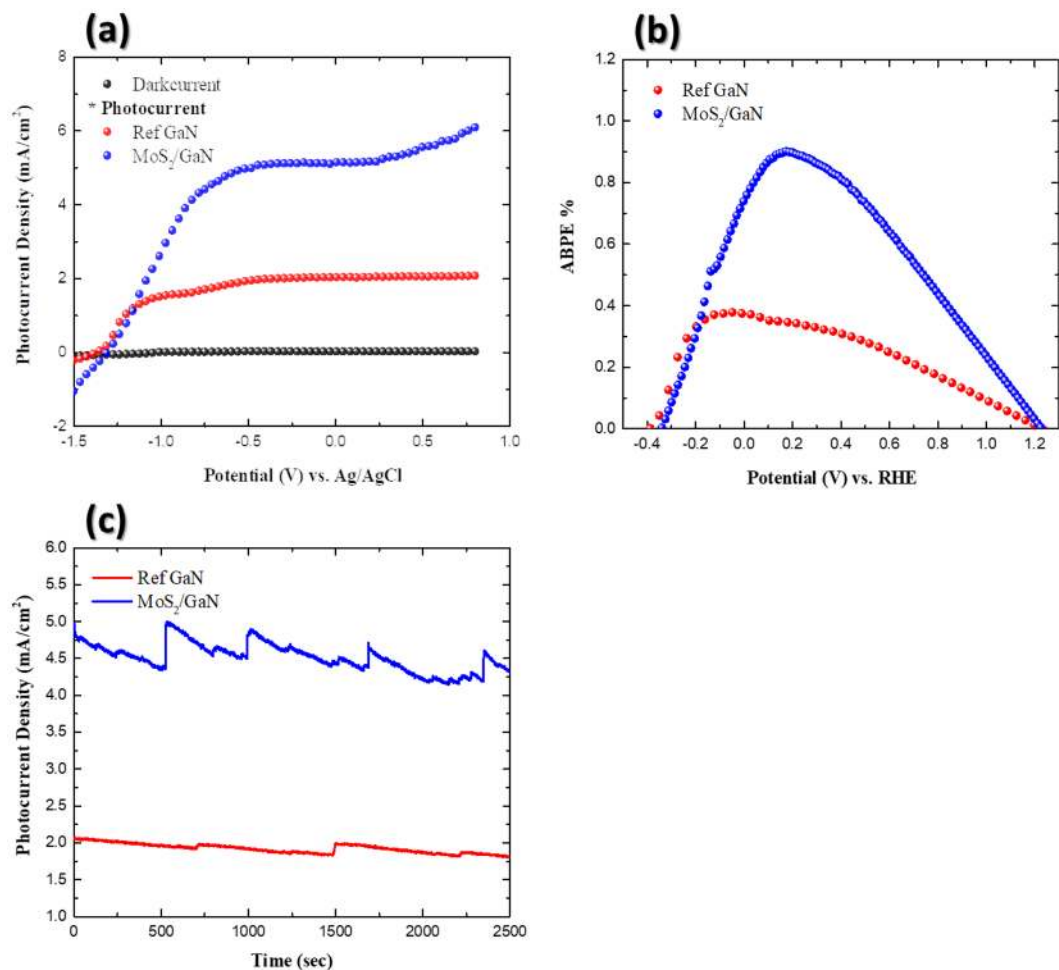 (a)
8
6
4
2
0
-2
Photocurrent Density (mA/cm²)
Darkcurrent
* Photocurrent
Ref GaN
MoS₂/GaN
-1.5
-1.0
-0.5
0.0
0.5
1.0
Potential (V) vs. Ag/AgCl
(b)
1.2
1.0
0.8
0.6
0.4
0.2
0.0
ABPE %
Ref GaN
MoS₂/GaN
-0.4
-0.2
0.0
0.2
0.4
0.6
0.8
1.0
1.2
Potential (V) vs. RHE
(c)
6.0
5.5
5.0
4.5
4.0
3.5
3.0
2.5
2.0
1.5
1.0
Photocurrent Density (mA/cm²)
Ref GaN
MoS₂/GaN
0
500
1000
1500
2000
2500
Time (sec)